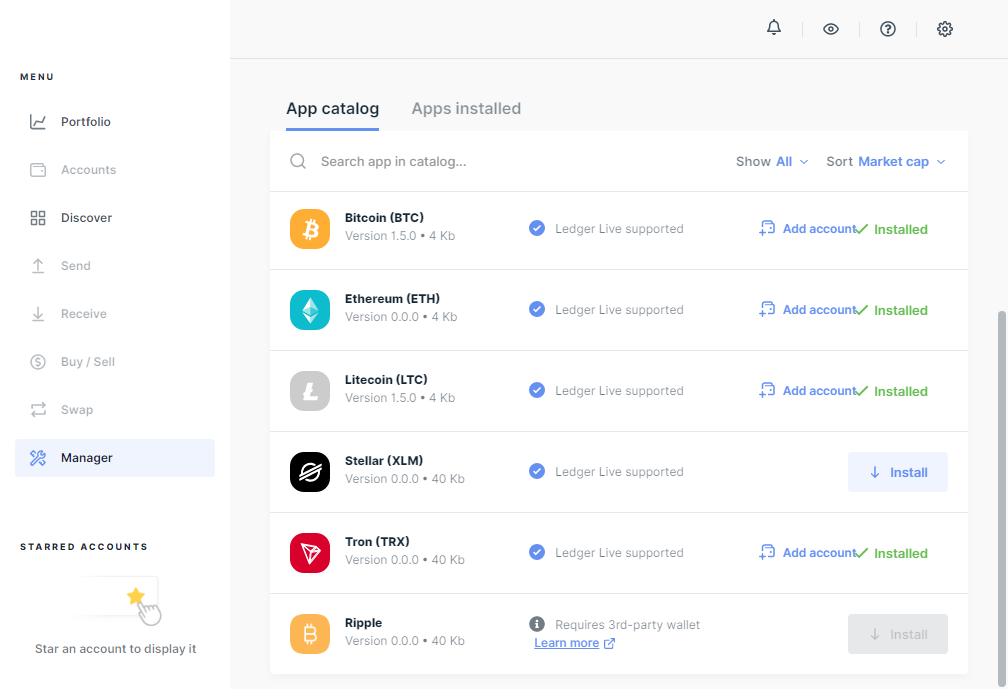 MENU
Portfolio
Accounts
Discover
Send
Receive
Buy / Sell
Swap
Manager
STARRED ACCOUNTS
Star an account to display it
App catalog Apps installed
Search app in catalog... Show All Sort Market cap
Bitcoin (BTC)
Version 1.5.0 • 4 Kb
Ledger Live supported Add account Installed
Ethereum (ETH)
Version 0.0.0 • 4 Kb
Ledger Live supported Add account Installed
Litecoin (LTC)
Version 1.5.0 • 4 Kb
Ledger Live supported Add account Installed
Stellar (XLM)
Version 0.0.0 • 40 Kb
Ledger Live supported Install
Tron (TRX)
Version 0.0.0 • 40 Kb
Ledger Live supported Add account Installed
Ripple
Version 0.0.0 • 40 Kb
Requires 3rd-party wallet
Learn more
Install